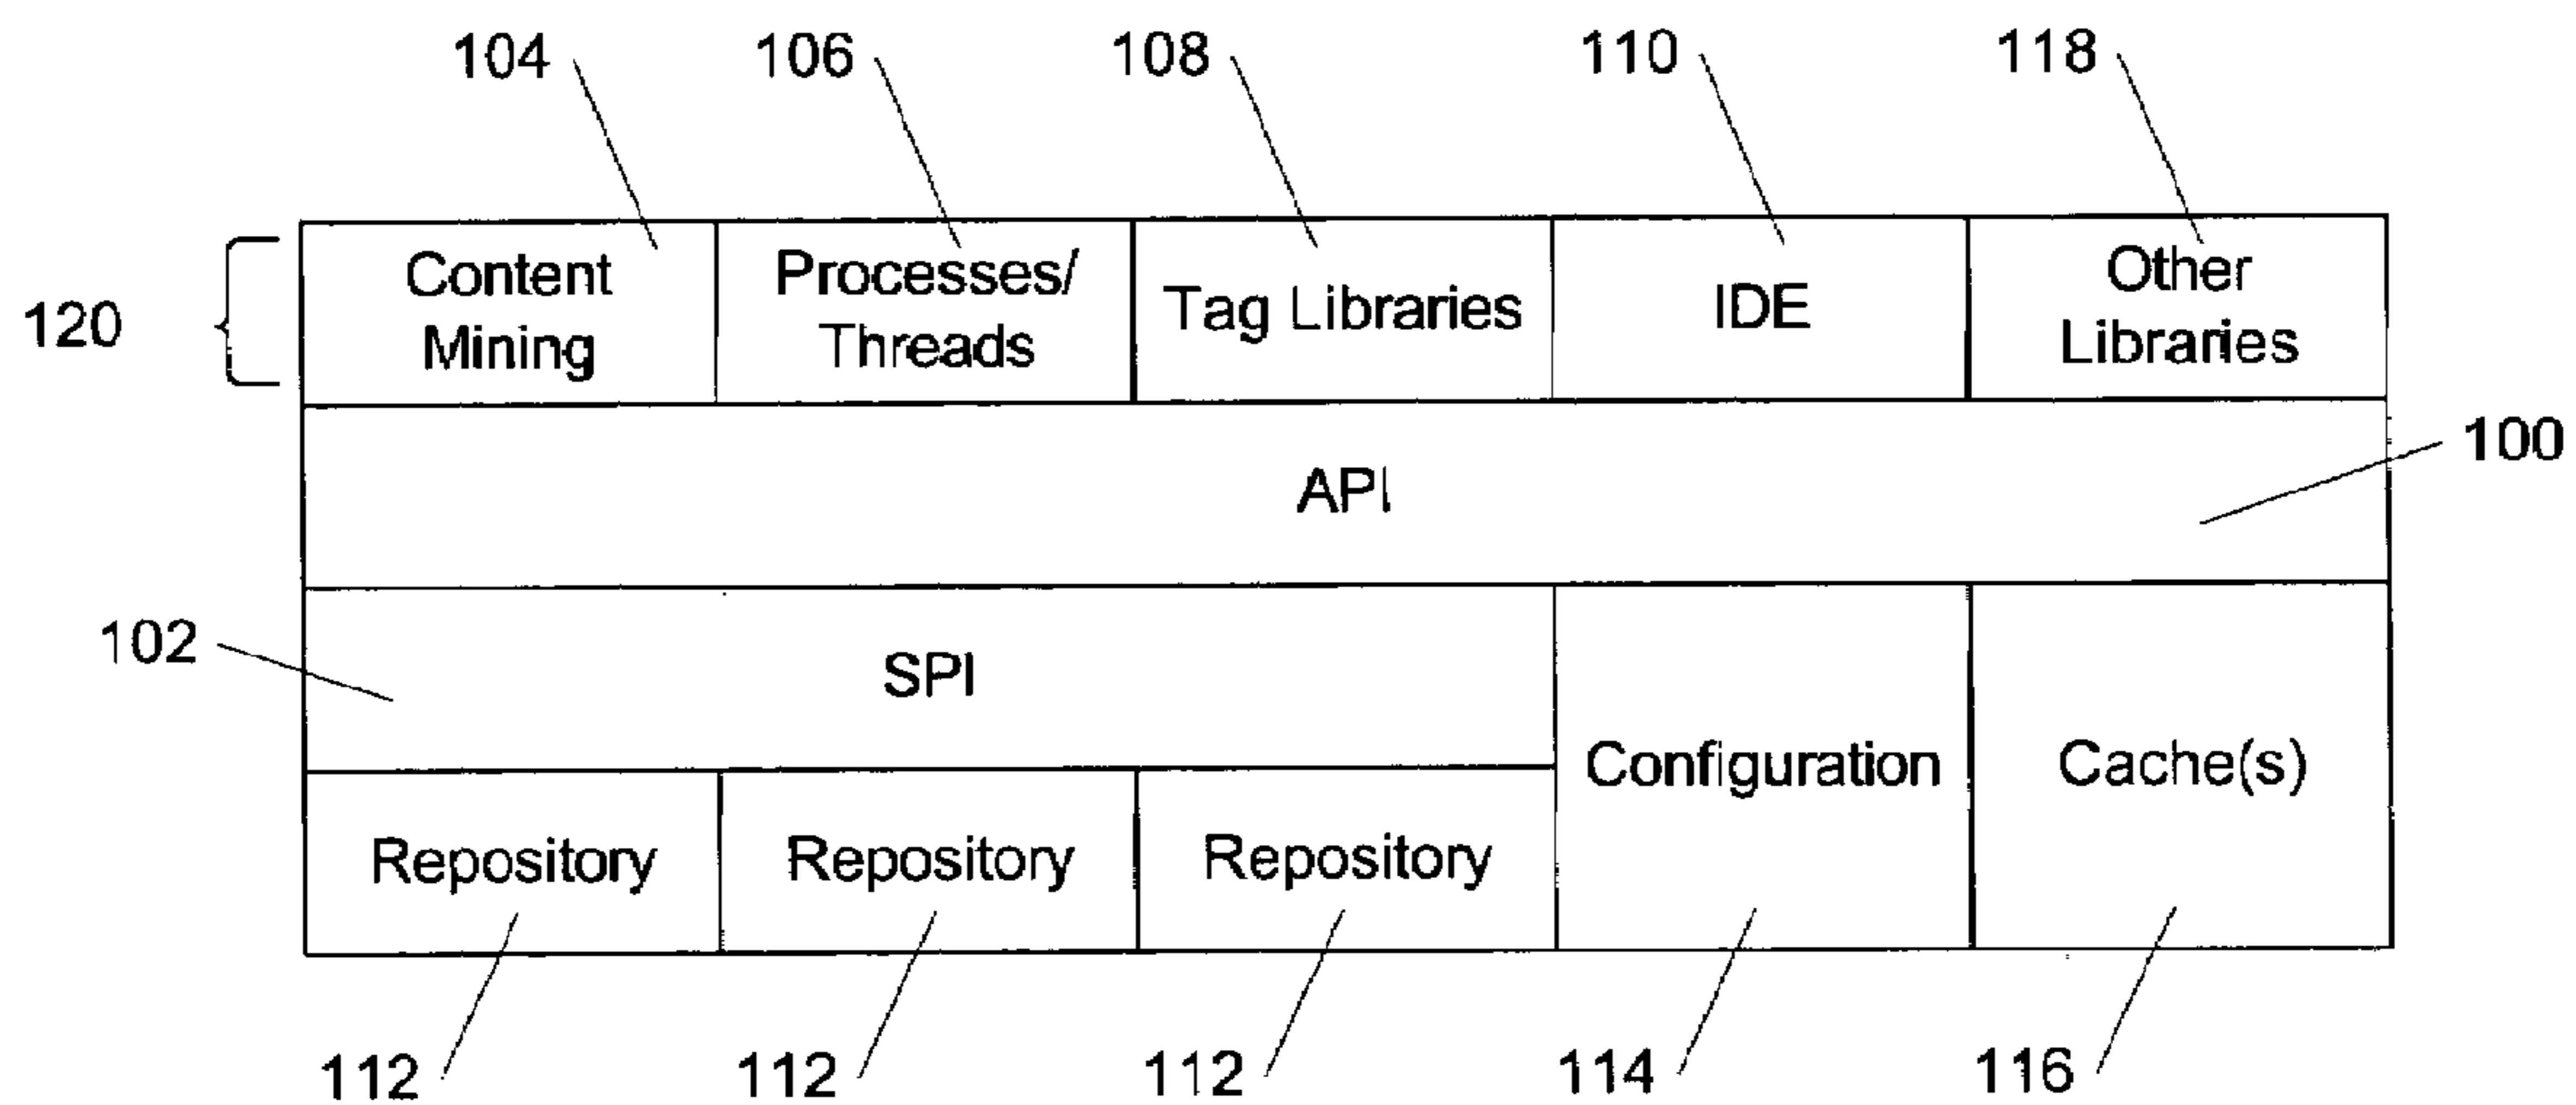 104 106 108 110 118
120
Content
Mining
Processes/
Threads
Tag Libraries
IDE
Other
Libraries
API
100
102
SPI
Configuration
Cache(s)
Repository
Repository
Repository
112 112 112 114 116